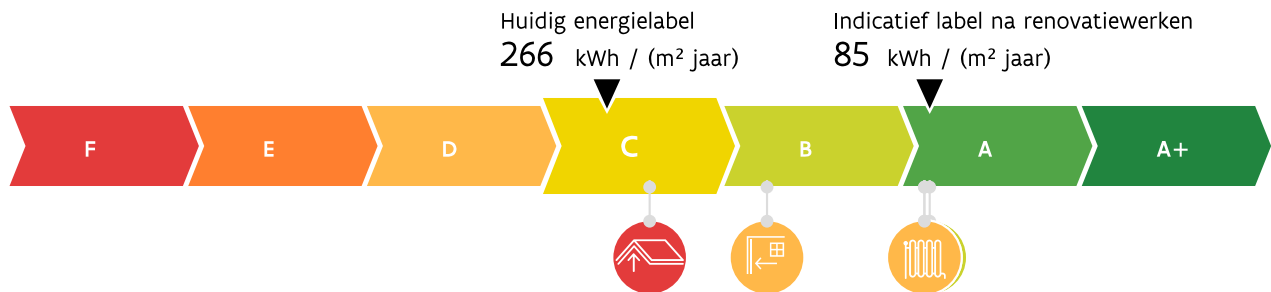 Huidig energielabel
266 kWh / (m² jaar)
Indicatief label na renovatiewerken
85 kWh / (m² jaar)
F
E
D
C
B
A
A+